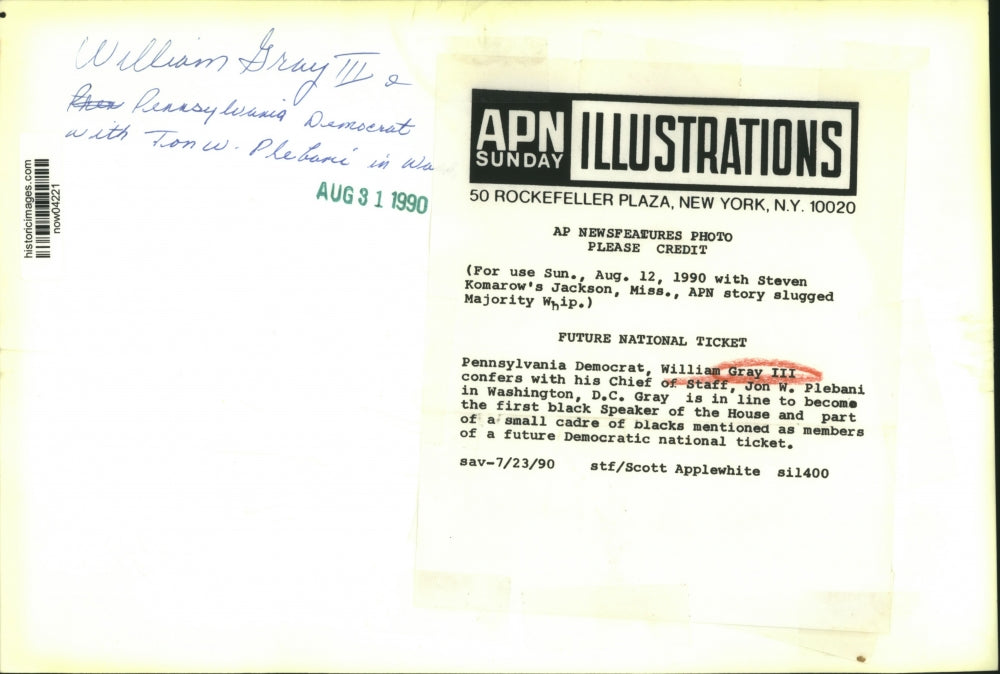 William Gray III a
Pennsylvania Democrat
with Jon W. Plebani in Wa
AUG 31 1990
historicimages.com
now04221
APN
SUNDAY
ILLUSTRATIONS
50 ROCKEFELLER PLAZA, NEW YORK, N.Y. 10020
AP NEWSFEATURES PHOTO
PLEASE CREDIT
(For use Sun., Aug. 12, 1990 with Steven
Komarow's Jackson, Miss., APN story slugged
Majority Whip.)
FUTURE NATIONAL TICKET
Pennsylvania Democrat, William Gray III
confers with his Chief of Staff, Jon W. Plebani
in Washington, D.C. Gray is in line to become
the first black Speaker of the House and part
of a small cadre of blacks mentioned as members
of a future Democratic national ticket.
sav-7/23/90 stf/Scott Applewhite sil400